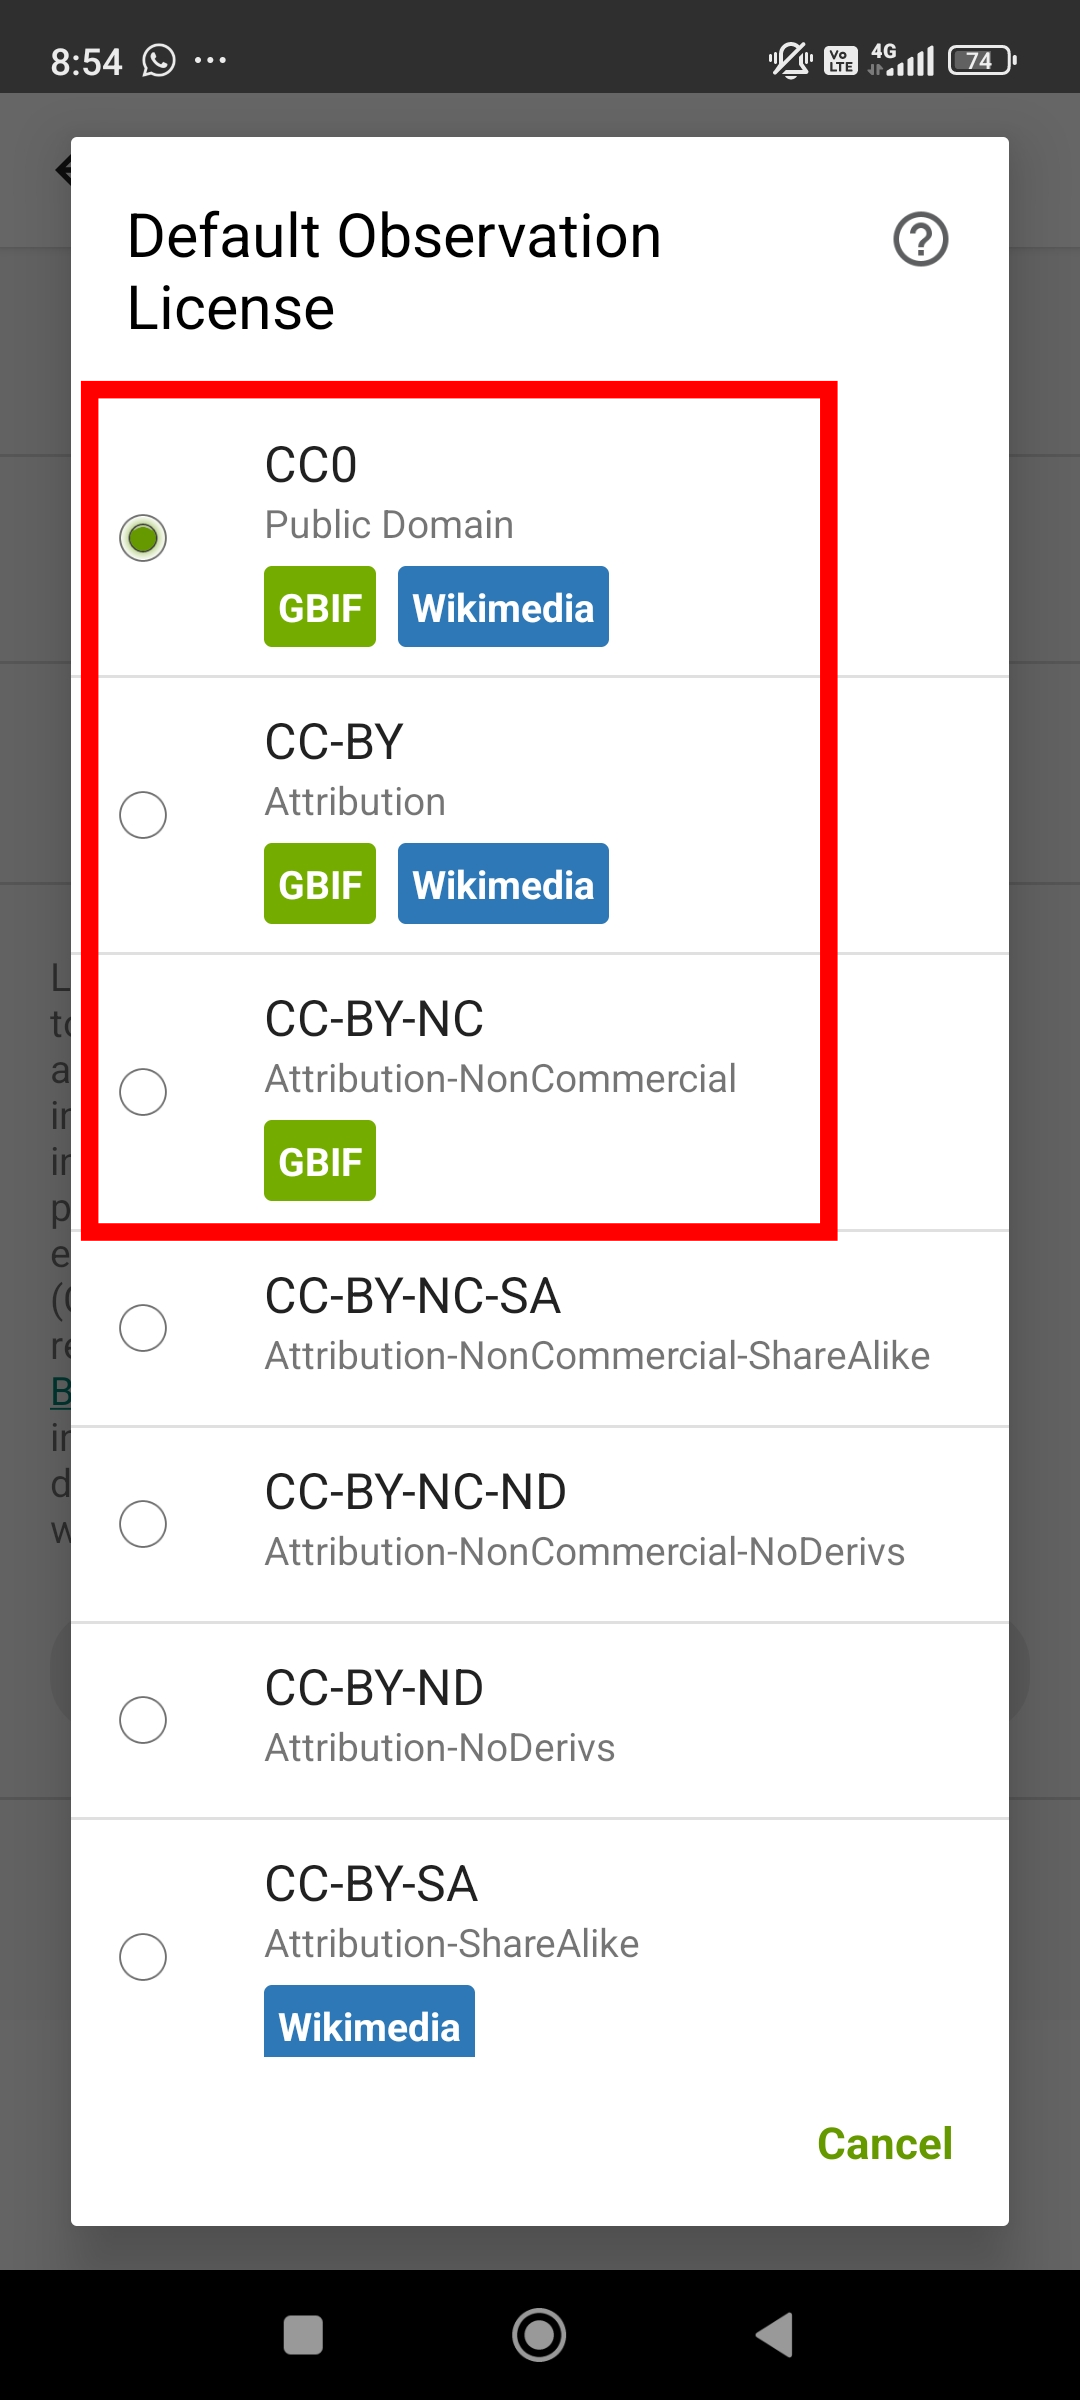 8:54
Vo LTE 4G 74
Default Observation
License
CC0
Public Domain
GBIF Wikimedia
CC-BY
Attribution
GBIF Wikimedia
CC-BY-NC
Attribution-NonCommercial
GBIF
CC-BY-NC-SA
Attribution-NonCommercial-ShareAlike
CC-BY-NC-ND
Attribution-NonCommercial-NoDerivs
CC-BY-ND
Attribution-NoDerivs
CC-BY-SA
Attribution-ShareAlike
Wikimedia
Cancel